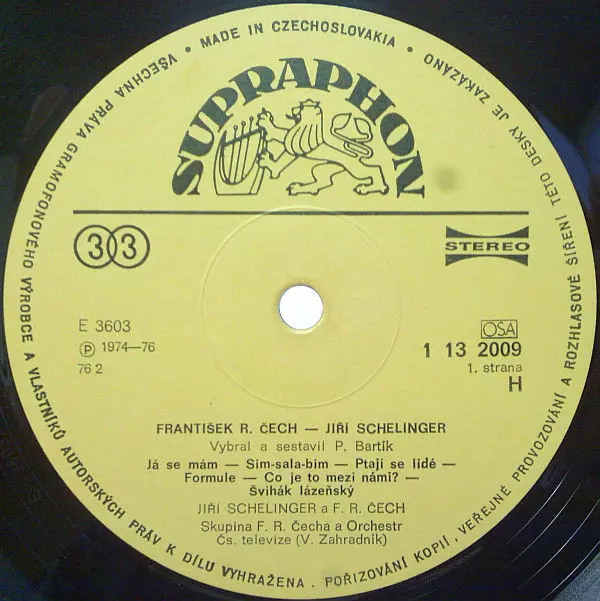 VŠECHNA PRÁVA GRAMOFONOVÉHO VÝROBCE A VLASTNÍKŮ AUTORSKÝCH PRÁV K DÍLU VYHRAŽENA . POŘIZOVÁNÍ KOPIÍ , VEŘEJNÉ PROVOZOVÁNÍ A ROZHLASOVÉ ŠÍŘENÍ TÉTO DESKY JE ZAKÁZÁNO
• MADE IN CZECHOSLOVAKIA •
SUPRAPHON
33
STEREO
E 3603
Ⓟ 1974—76
76 2
OSA
1 13 2009
1. strana
H
FRANTIŠEK R. ČECH — JIŘÍ SCHELINGER
Vybral a sestavil P. Bartík
Já se mám — Sim-sala-bim — Ptají se lidé —
Formule — Co je to mezi námi? —
Švihák lázeňský
JIŘÍ SCHELINGER a F. R. ČECH
Skupina F. R. Čecha a Orchestr
Čs. televize (V. Zahradník)